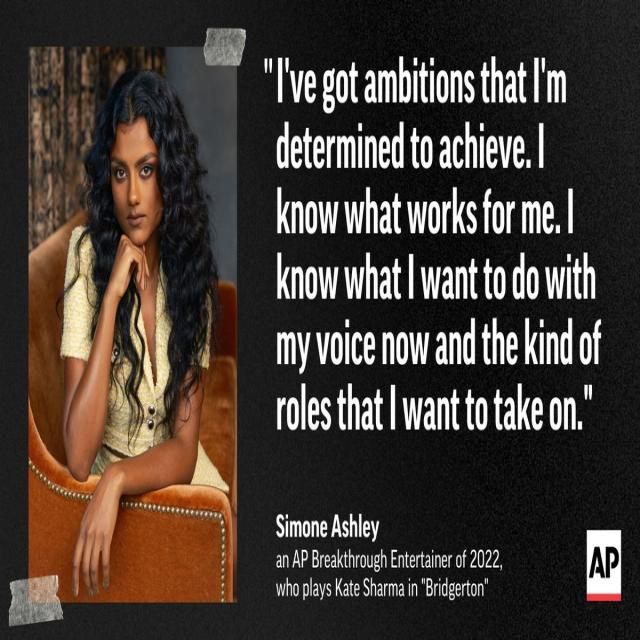 "I've got ambitions that I'm
determined to achieve. I
know what works for me. I
know what I want to do with
my voice now and the kind of
roles that I want to take on."
Simone Ashley
an AP Breakthrough Entertainer of 2022,
who plays Kate Sharma in "Bridgerton"
AP